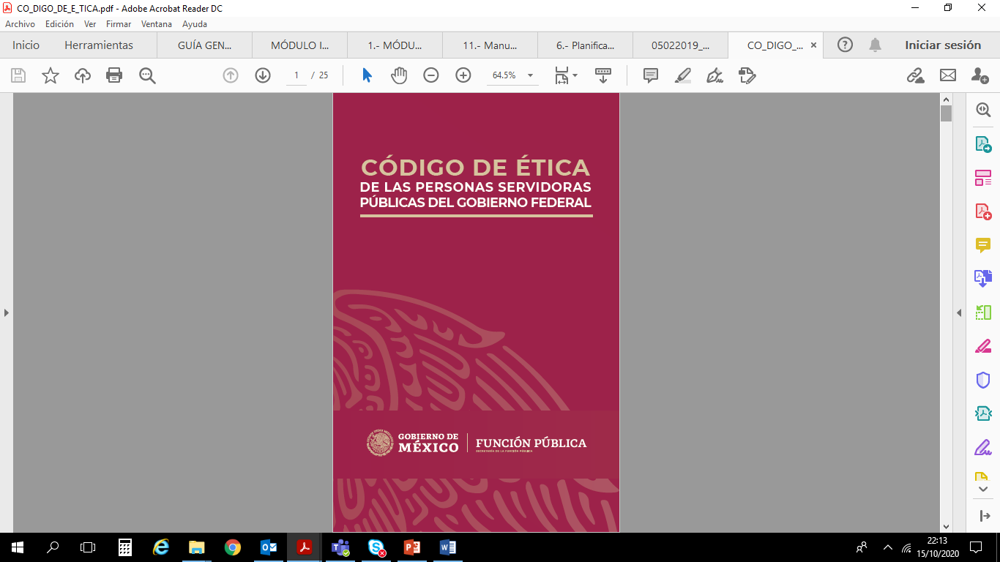 CO_DIGO_DE_E_TICA.pdf - Adobe Acrobat Reader DC
Archivo Edición Ver Firmar Ventana Ayuda
Inicio Herramientas GUÍA GEN... MÓDULO I... 1.- MÓDU... 11.- Manu... 6.- Planifica... 05022019_... CO_DIGO_... × Iniciar sesión
1 / 25 64.5%
CÓDIGO DE ÉTICA
DE LAS PERSONAS SERVIDORAS
PÚBLICAS DEL GOBIERNO FEDERAL
GOBIERNO DE
MÉXICO
FUNCIÓN PÚBLICA
SECRETARÍA DE LA FUNCIÓN PÚBLICA
22:13
15/10/2020